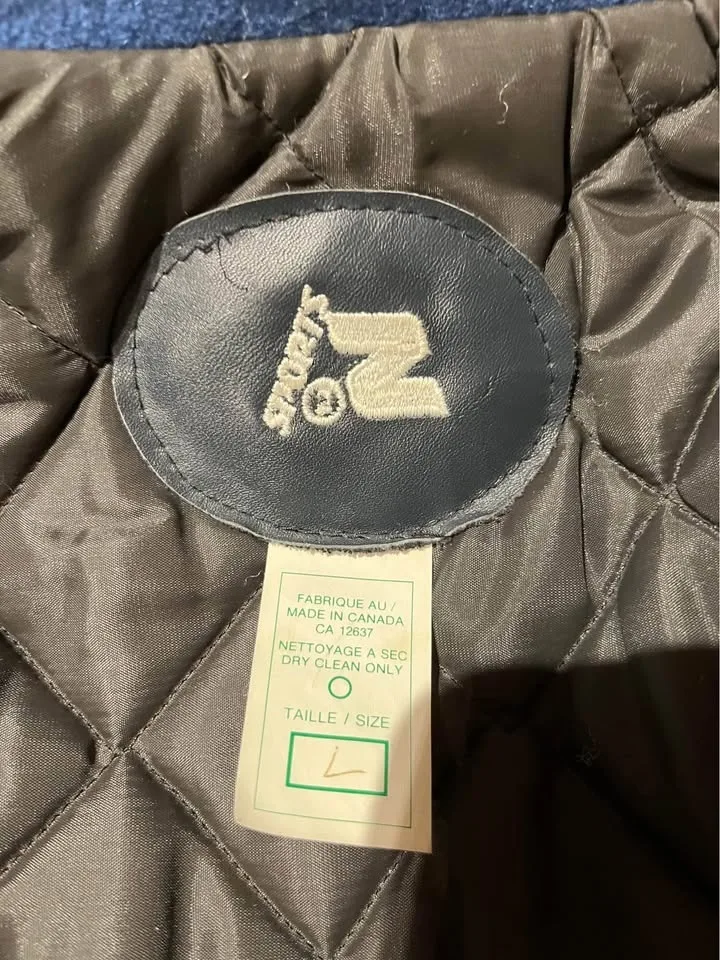 sports
FABRIQUE AU /
MADE IN CANADA
CA 12637
NETTOYAGE A SEC
DRY CLEAN ONLY
TAILLE / SIZE
L